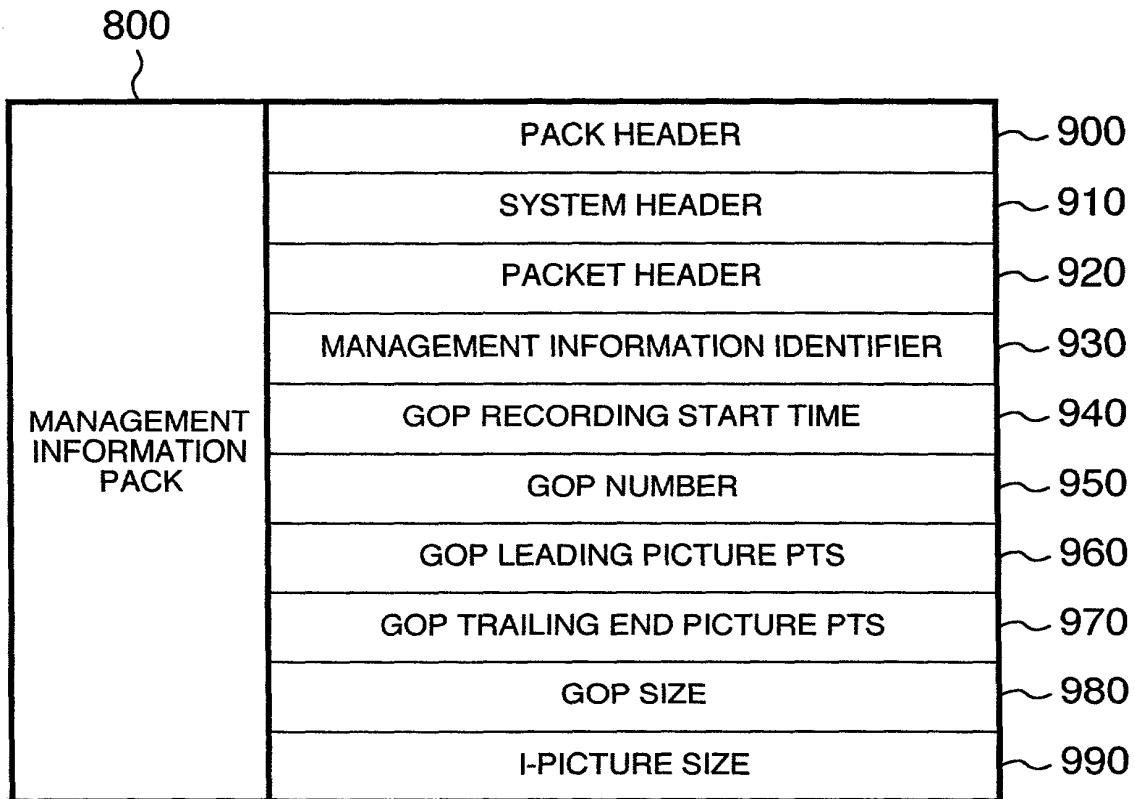 800
PACK HEADER 900
SYSTEM HEADER 910
PACKET HEADER 920
MANAGEMENT INFORMATION IDENTIFIER 930
GOP RECORDING START TIME 940
MANAGEMENT
INFORMATION
PACK
GOP NUMBER 950
GOP LEADING PICTURE PTS 960
GOP TRAILING END PICTURE PTS 970
GOP SIZE 980
I-PICTURE SIZE 990